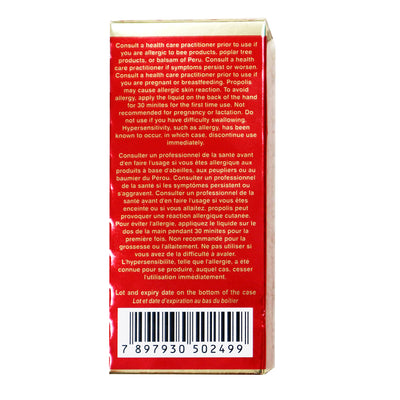 Consult a health care practitioner prior to use if
you are allergic to bee products, poplar tree
products, or balsam of Peru. Consult a health
care practitioner if symptoms persist or worsen.
Consult a health care practitioner prior to use if
you are pregnant or breastfeeding. Propolis
may cause allergic skin reaction. To avoid
allergy, apply the liquid on the back of the hand
for 30 minites for the first time use. Not
recommended for pregnancy or lactation. Do
not use if you have difficulty swallowing.
Hypersensitivity, such as allergy, has been
known to occur, in which case, discontinue use
immediately.
Consulter un professionnel de la santé avant
d'en faire l'usage si vous êtes allergique aux
produits à base d'abeilles, aux peupliers ou au
baumier du Pérou. Consulter un professionnel
de la santé si les symptômes persistent ou
s'aggravent. Consulter un professionnel de la
santé avant d'en faire l'usage si vous êtes
enceinte ou si vous allaitez. propolis peut
provoquer une réaction allergique cutanée.
Pour éviter l'allergie, appliquez le liquide sur le
dos de la main pendant 30 minutes pour la
première fois. Non recommandé pour la
grossesse ou l'allaitement. Ne pas utiliser si
vous avez de la difficulté à avaler.
L'hypersensibilité, telle que l'allergie, a été
connue pour se produire, auquel cas, cesser
l'utilisation immédiatement.
Lot and expiry date on the bottom of the case
Lot et date d'expiration au bas du boîtier
7 897930 502499